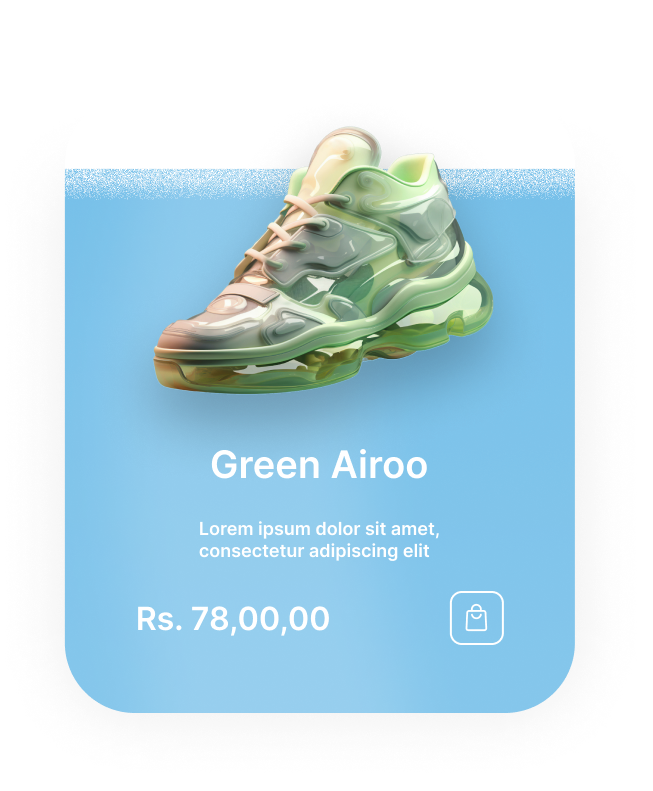 Green Airoo
Lorem ipsum dolor sit amet,
consectetur adipiscing elit
Rs. 78,00,00